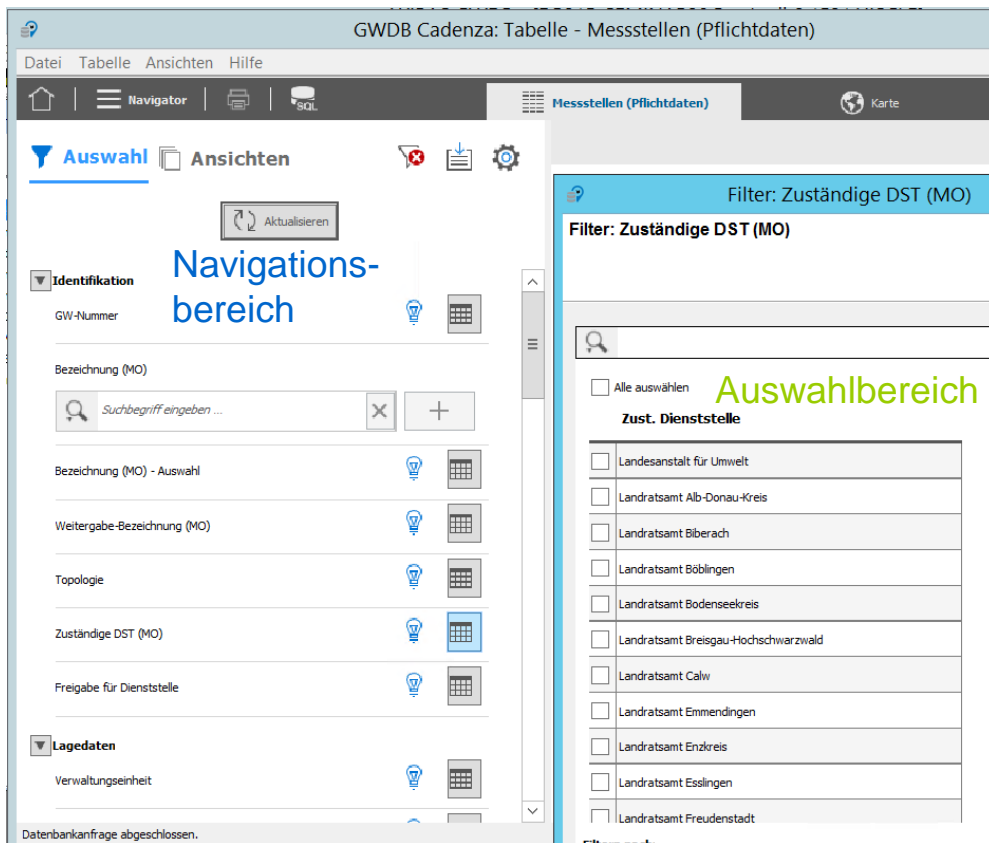 GWDB Cadenza: Tabelle - Messstellen (Pflichtdaten)
Datei Tabelle Ansichten Hilfe
Navigator SQL Messstellen (Pflichtdaten) Karte
Auswahl Ansichten
Aktualisieren
Navigations-
bereich
Identifikation
GW-Nummer
Bezeichnung (MO)
Suchbegriff eingeben ...
Bezeichnung (MO) - Auswahl
Weitergabe-Bezeichnung (MO)
Topologie
Zuständige DST (MO)
Freigabe für Dienststelle
Lagedaten
Verwaltungseinheit
Datenbankanfrage abgeschlossen.
Filter: Zuständige DST (MO)
Filter: Zuständige DST (MO)
Alle auswählen
Auswahlbereich
Zust. Dienststelle
Landesanstalt für Umwelt
Landratsamt Alb-Donau-Kreis
Landratsamt Biberach
Landratsamt Böblingen
Landratsamt Bodenseekreis
Landratsamt Breisgau-Hochschwarzwald
Landratsamt Calw
Landratsamt Emmendingen
Landratsamt Enzkreis
Landratsamt Esslingen
Landratsamt Freudenstadt